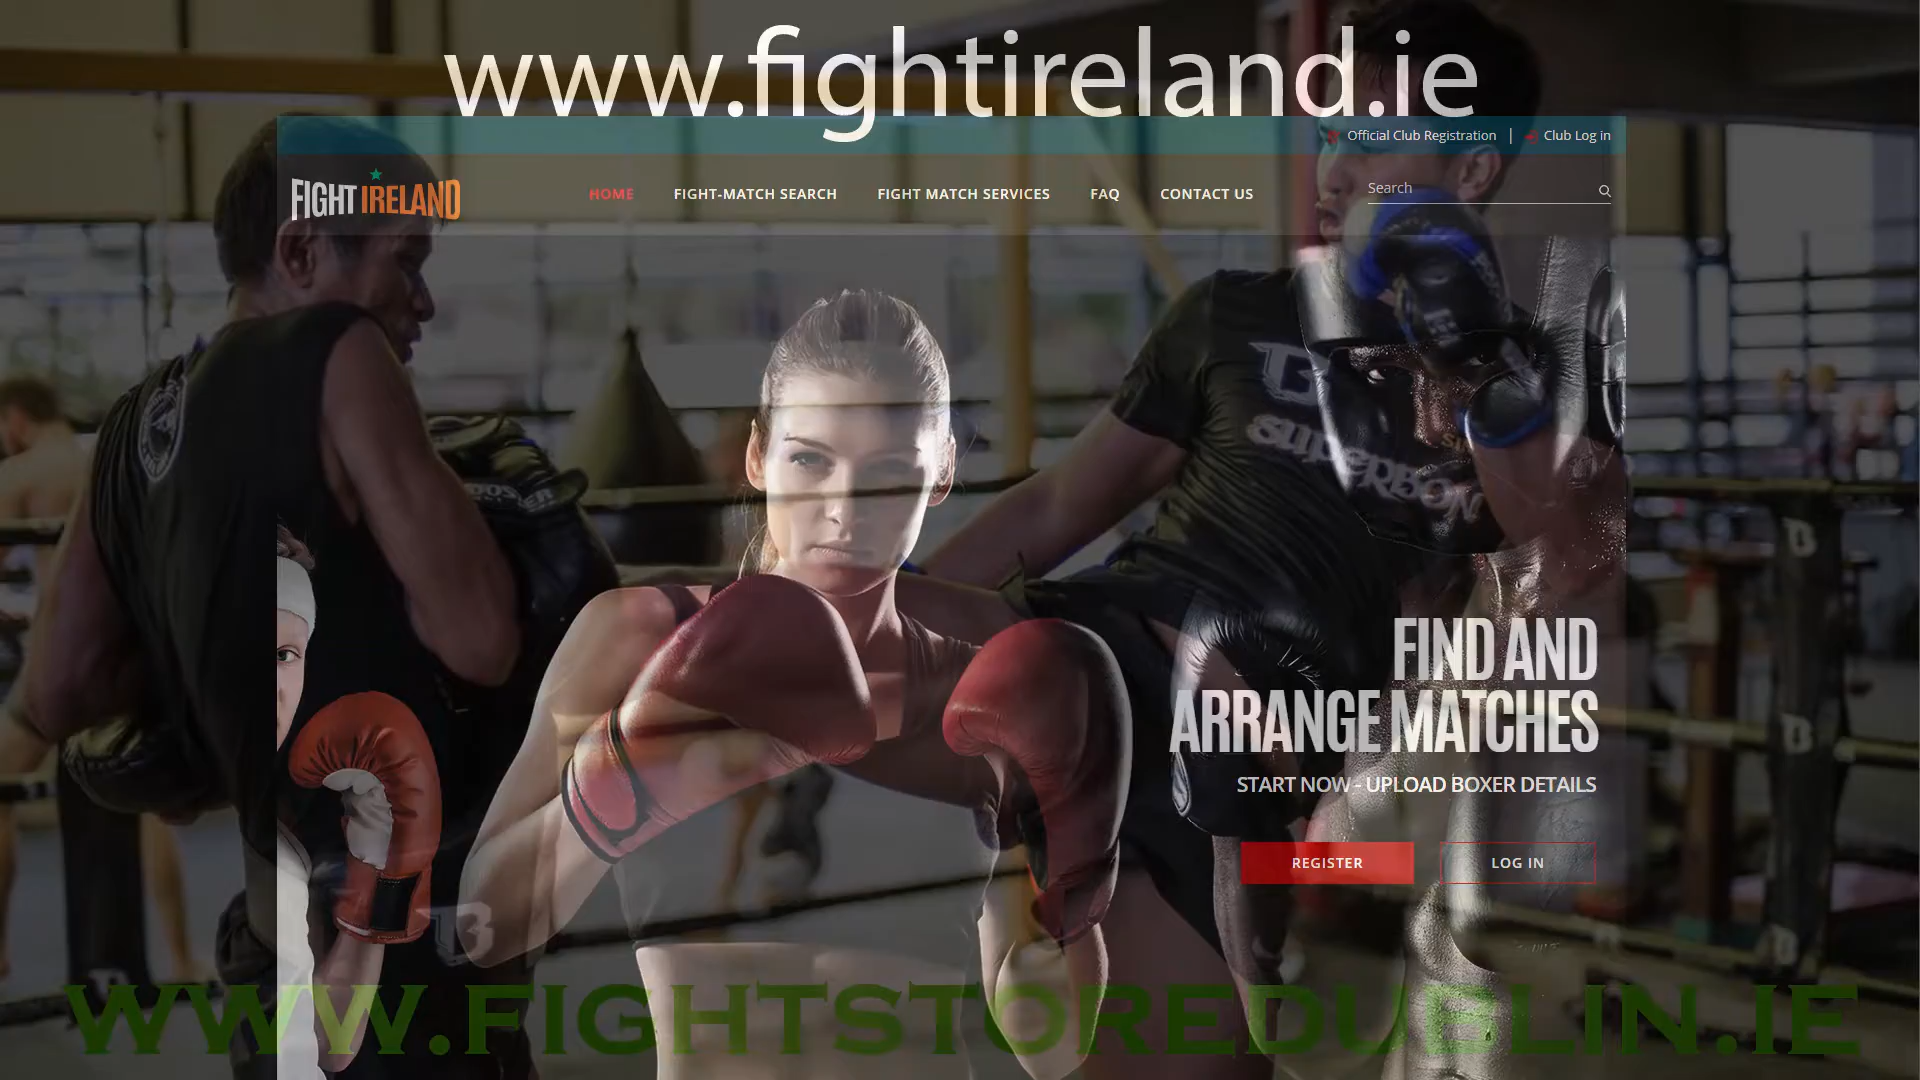 www.fightireland.ie
Official Club Registration | Club Log in
FIGHT IRELAND
HOME FIGHT-MATCH SEARCH FIGHT MATCH SERVICES FAQ CONTACT US
Search
B
SUPERBON
BOOSTER
FIND AND
ARRANGE MATCHES
START NOW - UPLOAD BOXER DETAILS
REGISTER LOG IN
WWW.FIGHTSTOREDUBLIN.IE